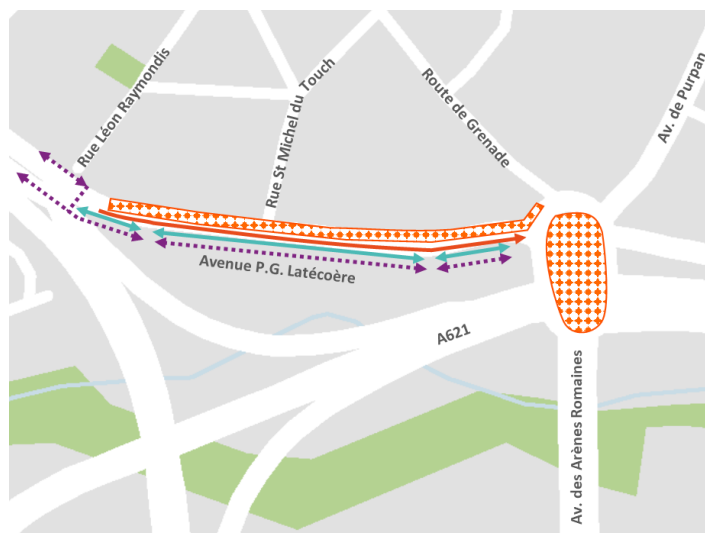 Rue Léon Raymondis
Rue St Michel du Touch
Route de Grenade
Av. de Purpan
Avenue P.G. Latécoère
A621
Av. des Arènes Romaines